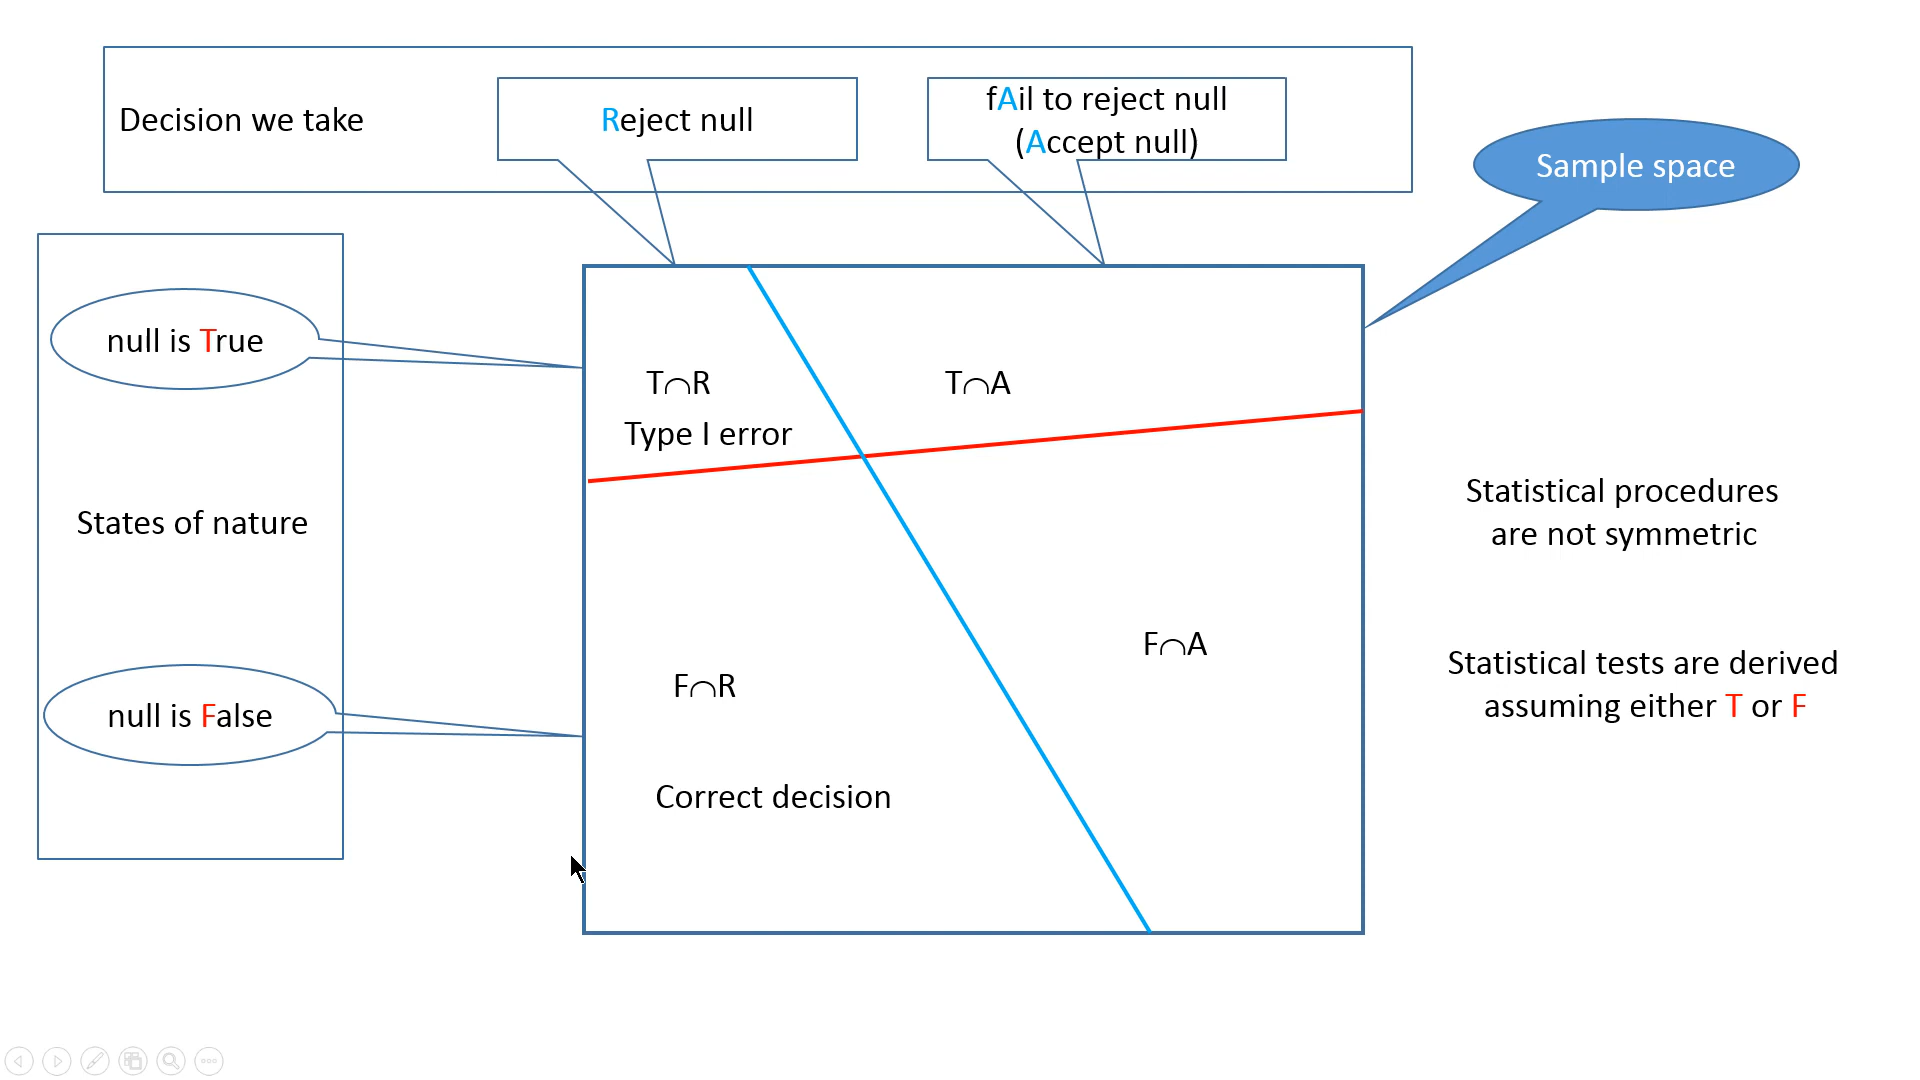 Decision we take
Reject null
fAil to reject null
(Accept null)
Sample space
null is True
States of nature
null is False
T∩R
Type I error
T∩A
F∩R
Correct decision
F∩A
Statistical procedures
are not symmetric
Statistical tests are derived
assuming either T or F